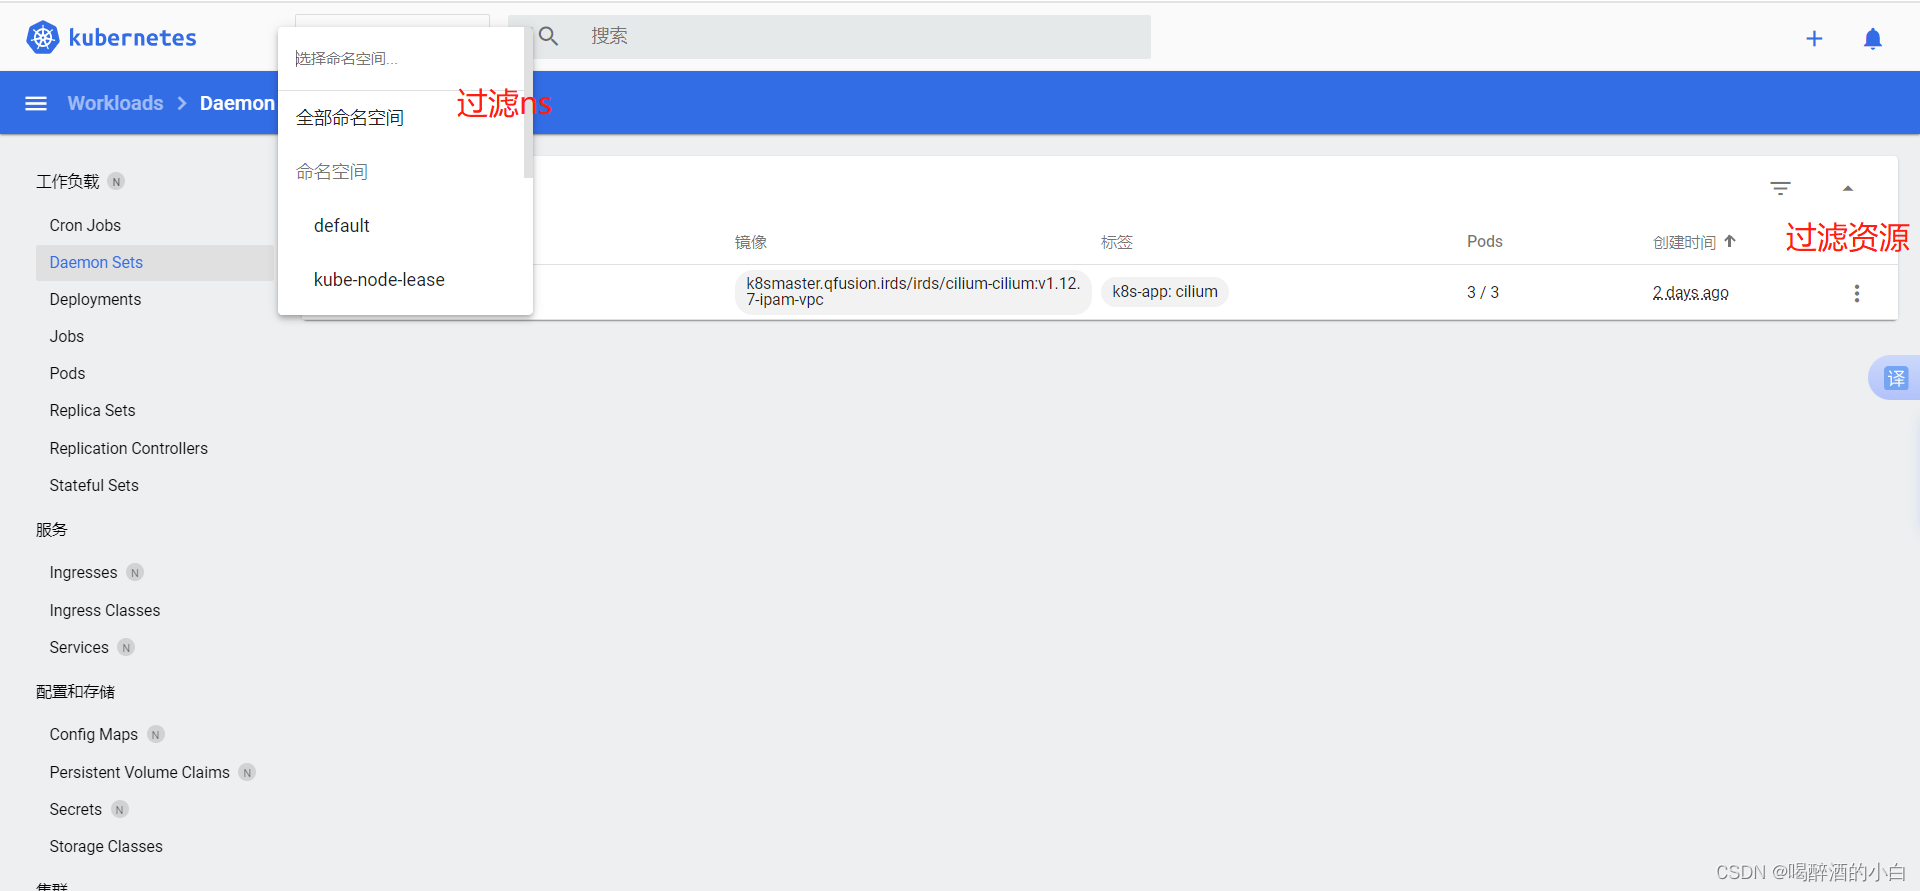 kubernetes
搜索
选择命名空间...
Workloads
Daemon
过滤ns
全部命名空间
命名空间
default
kube-node-lease
工作负载 N
Cron Jobs
Daemon Sets
Deployments
Jobs
Pods
Replica Sets
Replication Controllers
Stateful Sets
服务
Ingresses N
Ingress Classes
Services N
配置和存储
Config Maps N
Persistent Volume Claims N
Secrets N
Storage Classes
集群
镜像
标签
Pods
创建时间
过滤资源
k8smaster.qfusion.irds/irds/cilium-cilium:v1.12.
7-ipam-vpc
k8s-app: cilium
3 / 3
2 days ago
译
CSDN @喝醉酒的小白